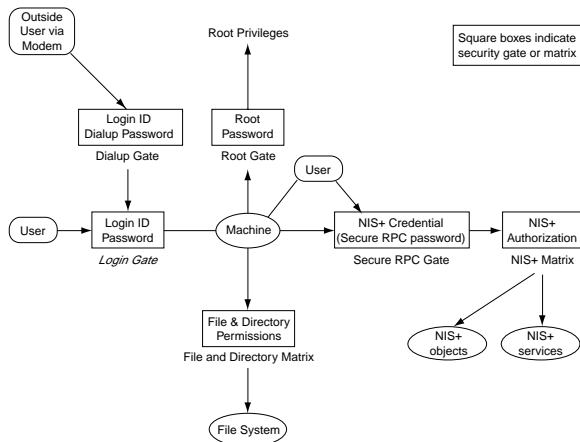 Outside
User via
Modem
Root Privileges
Square boxes indicate
security gate or matrix
Login ID
Dialup Password
Dialup Gate
Root
Password
Root Gate
User
User
Login ID
Password
Login Gate
Machine
NIS+ Credential
(Secure RPC password)
Secure RPC Gate
NIS+
Authorization
NIS+ Matrix
File & Directory
Permissions
File and Directory Matrix
NIS+
objects
NIS+
services
File System